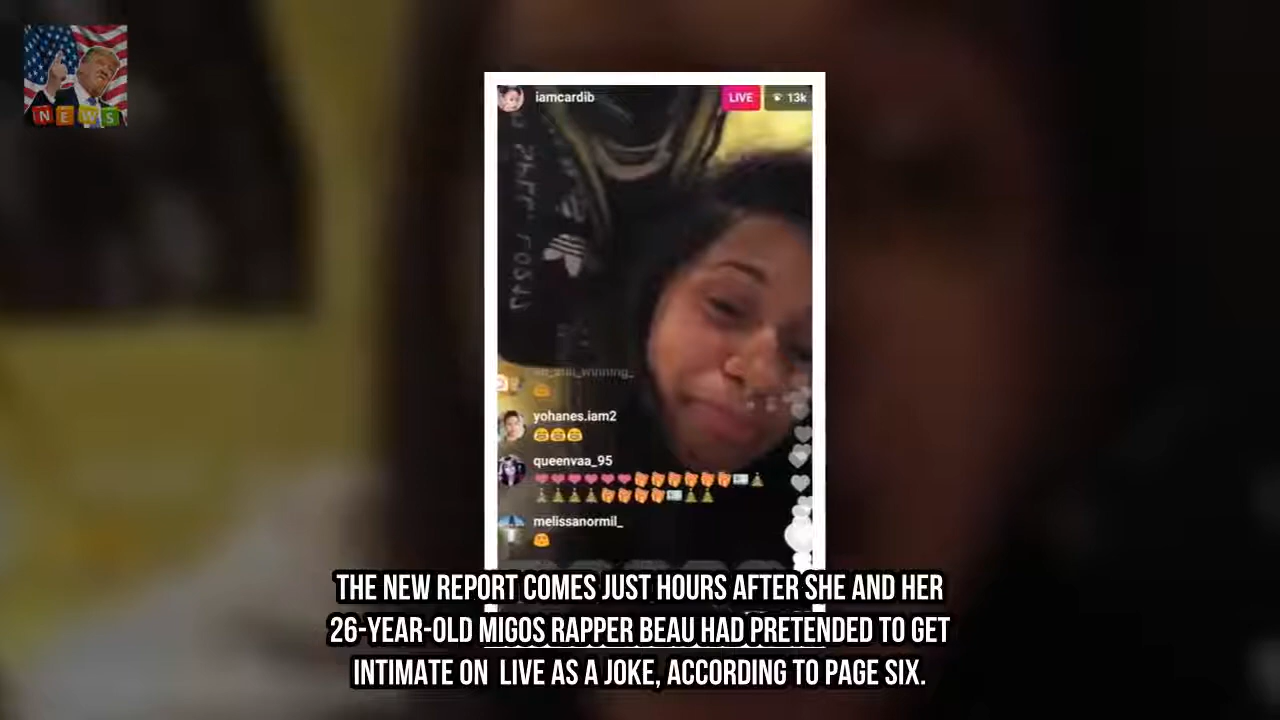 NEWS
iamcardib
LIVE
13k
yohanes.iam2
queenvaa_95
melissanormil_
THE NEW REPORT COMES JUST HOURS AFTER SHE AND HER
26-YEAR-OLD MIGOS RAPPER BEAU HAD PRETENDED TO GET
INTIMATE ON LIVE AS A JOKE, ACCORDING TO PAGE SIX.